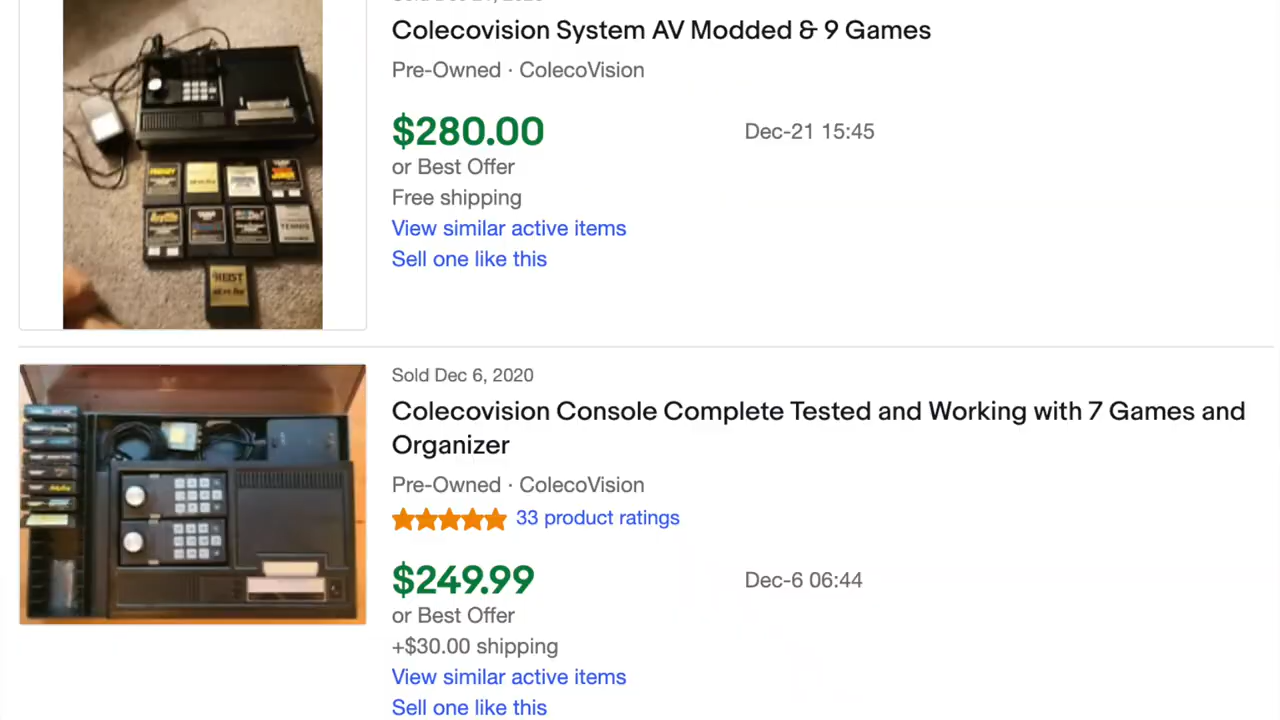 Colecovision System AV Modded & 9 Games
Pre-Owned · ColecoVision
$280.00
Dec-21 15:45
or Best Offer
Free shipping
View similar active items
Sell one like this
TENNIS
HEIST
Sold Dec 6, 2020
Colecovision Console Complete Tested and Working with 7 Games and
Organizer
Pre-Owned · ColecoVision
33 product ratings
$249.99
Dec-6 06:44
or Best Offer
+$30.00 shipping
View similar active items
Sell one like this